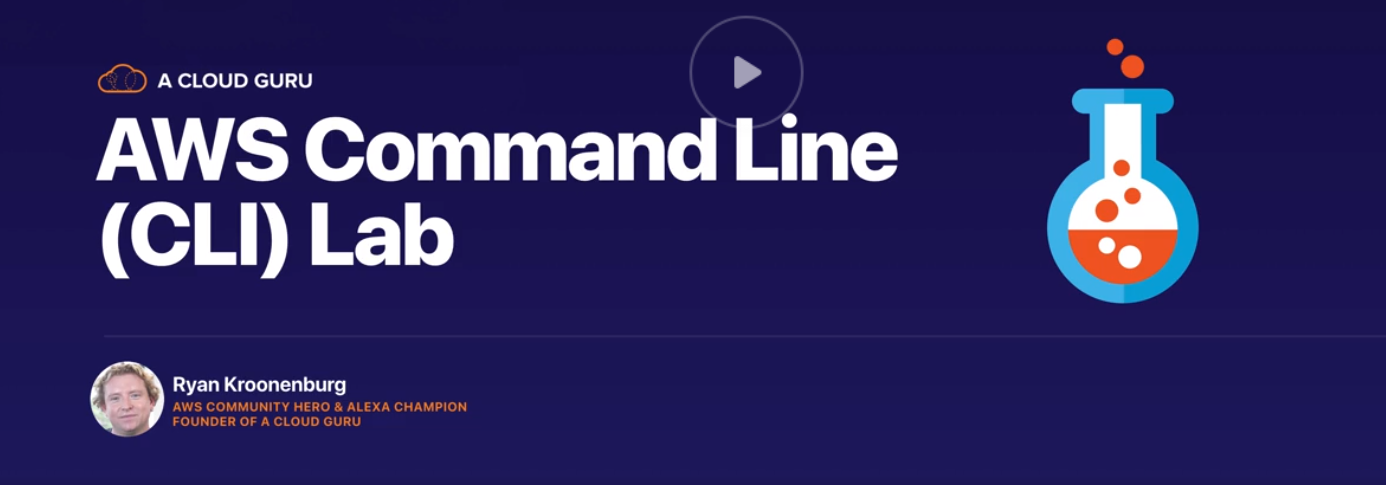 A CLOUD GURU
AWS Command Line
(CLI) Lab
Ryan Kroonenburg
AWS COMMUNITY HERO & ALEXA CHAMPION
FOUNDER OF A CLOUD GURU